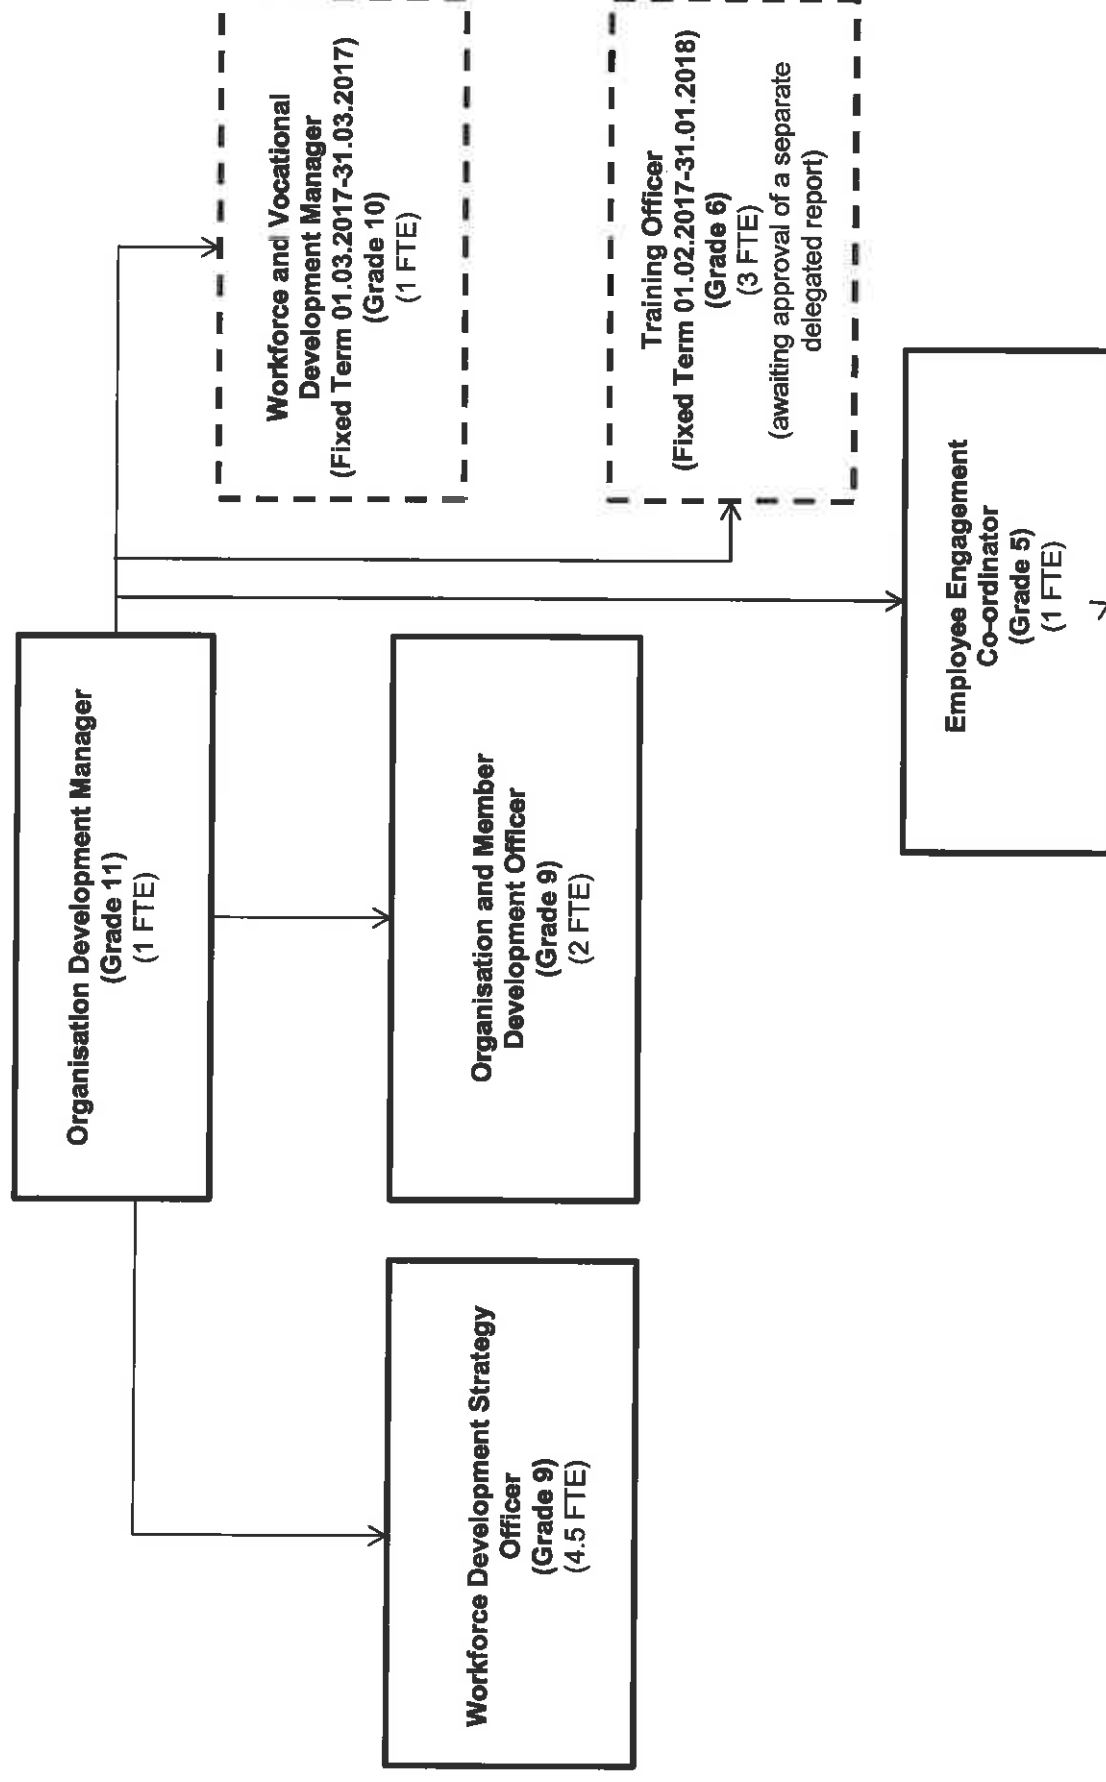 Organisation Development Manager
(Grade 11)
(1 FTE)
Workforce Development Strategy
Officer
(Grade 9)
(4.5 FTE)
Organisation and Member
Development Officer
(Grade 9)
(2 FTE)
Workforce and Vocational
Development Manager
(Fixed Term 01.03.2017-31.03.2017)
(Grade 10)
(1 FTE)
Training Officer
(Fixed Term 01.02.2017-31.01.2018)
(Grade 6)
(3 FTE)
(awaiting approval of a separate
delegated report)
Employee Engagement
Co-ordinator
(Grade 5)
(1 FTE)